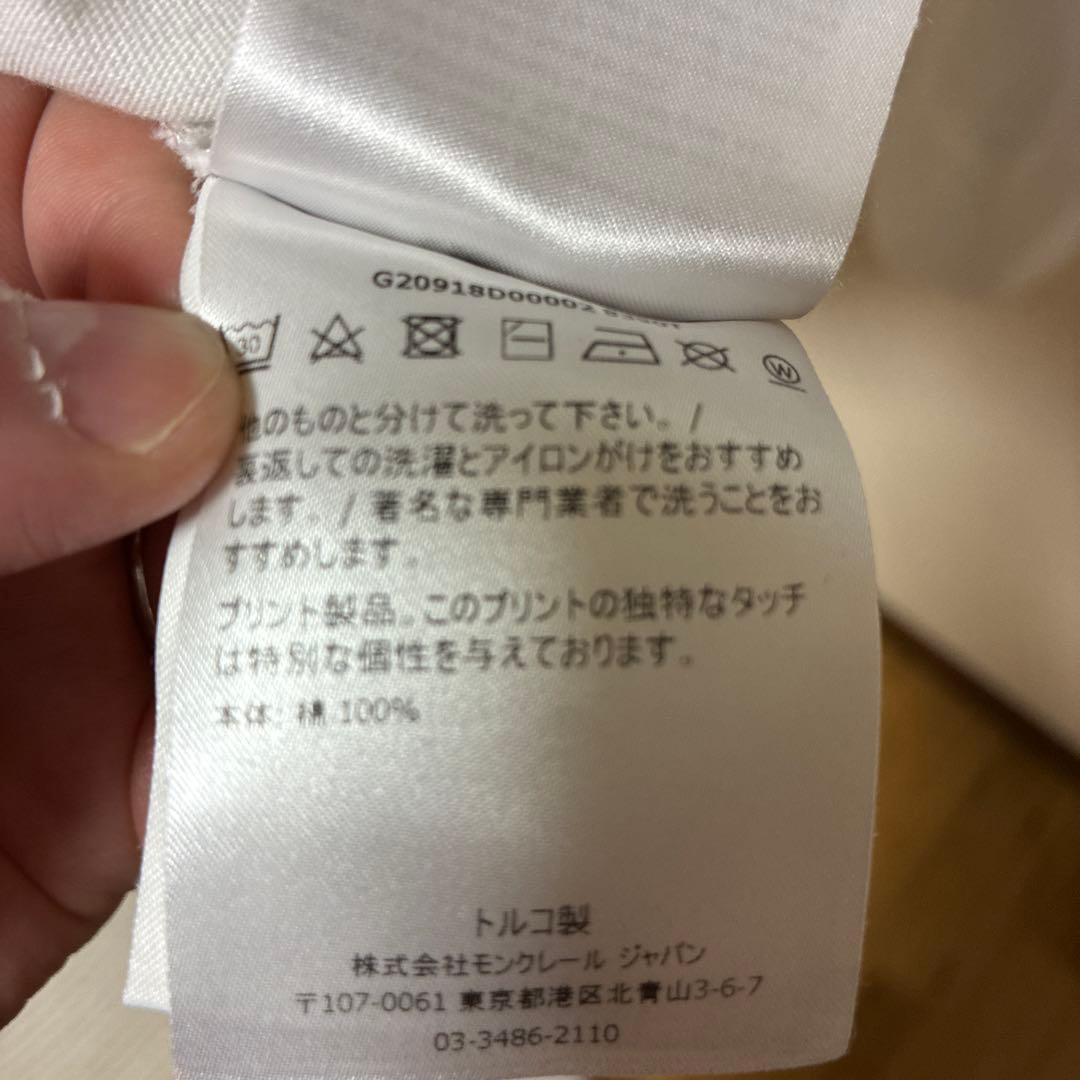 G20918D00002
30
W
他のものと分けて洗って下さい。/
裏返しての洗濯とアイロンがけをおすすめ
します。/ 著名な専門業者で洗うことをお
すすめします。
プリント製品。このプリントの独特なタッチ
は特別な個性を与えております。
本体: 綿 100%
トルコ製
株式会社モンクレール ジャパン
〒107-0061 東京都港区北青山3-6-7
03-3486-2110